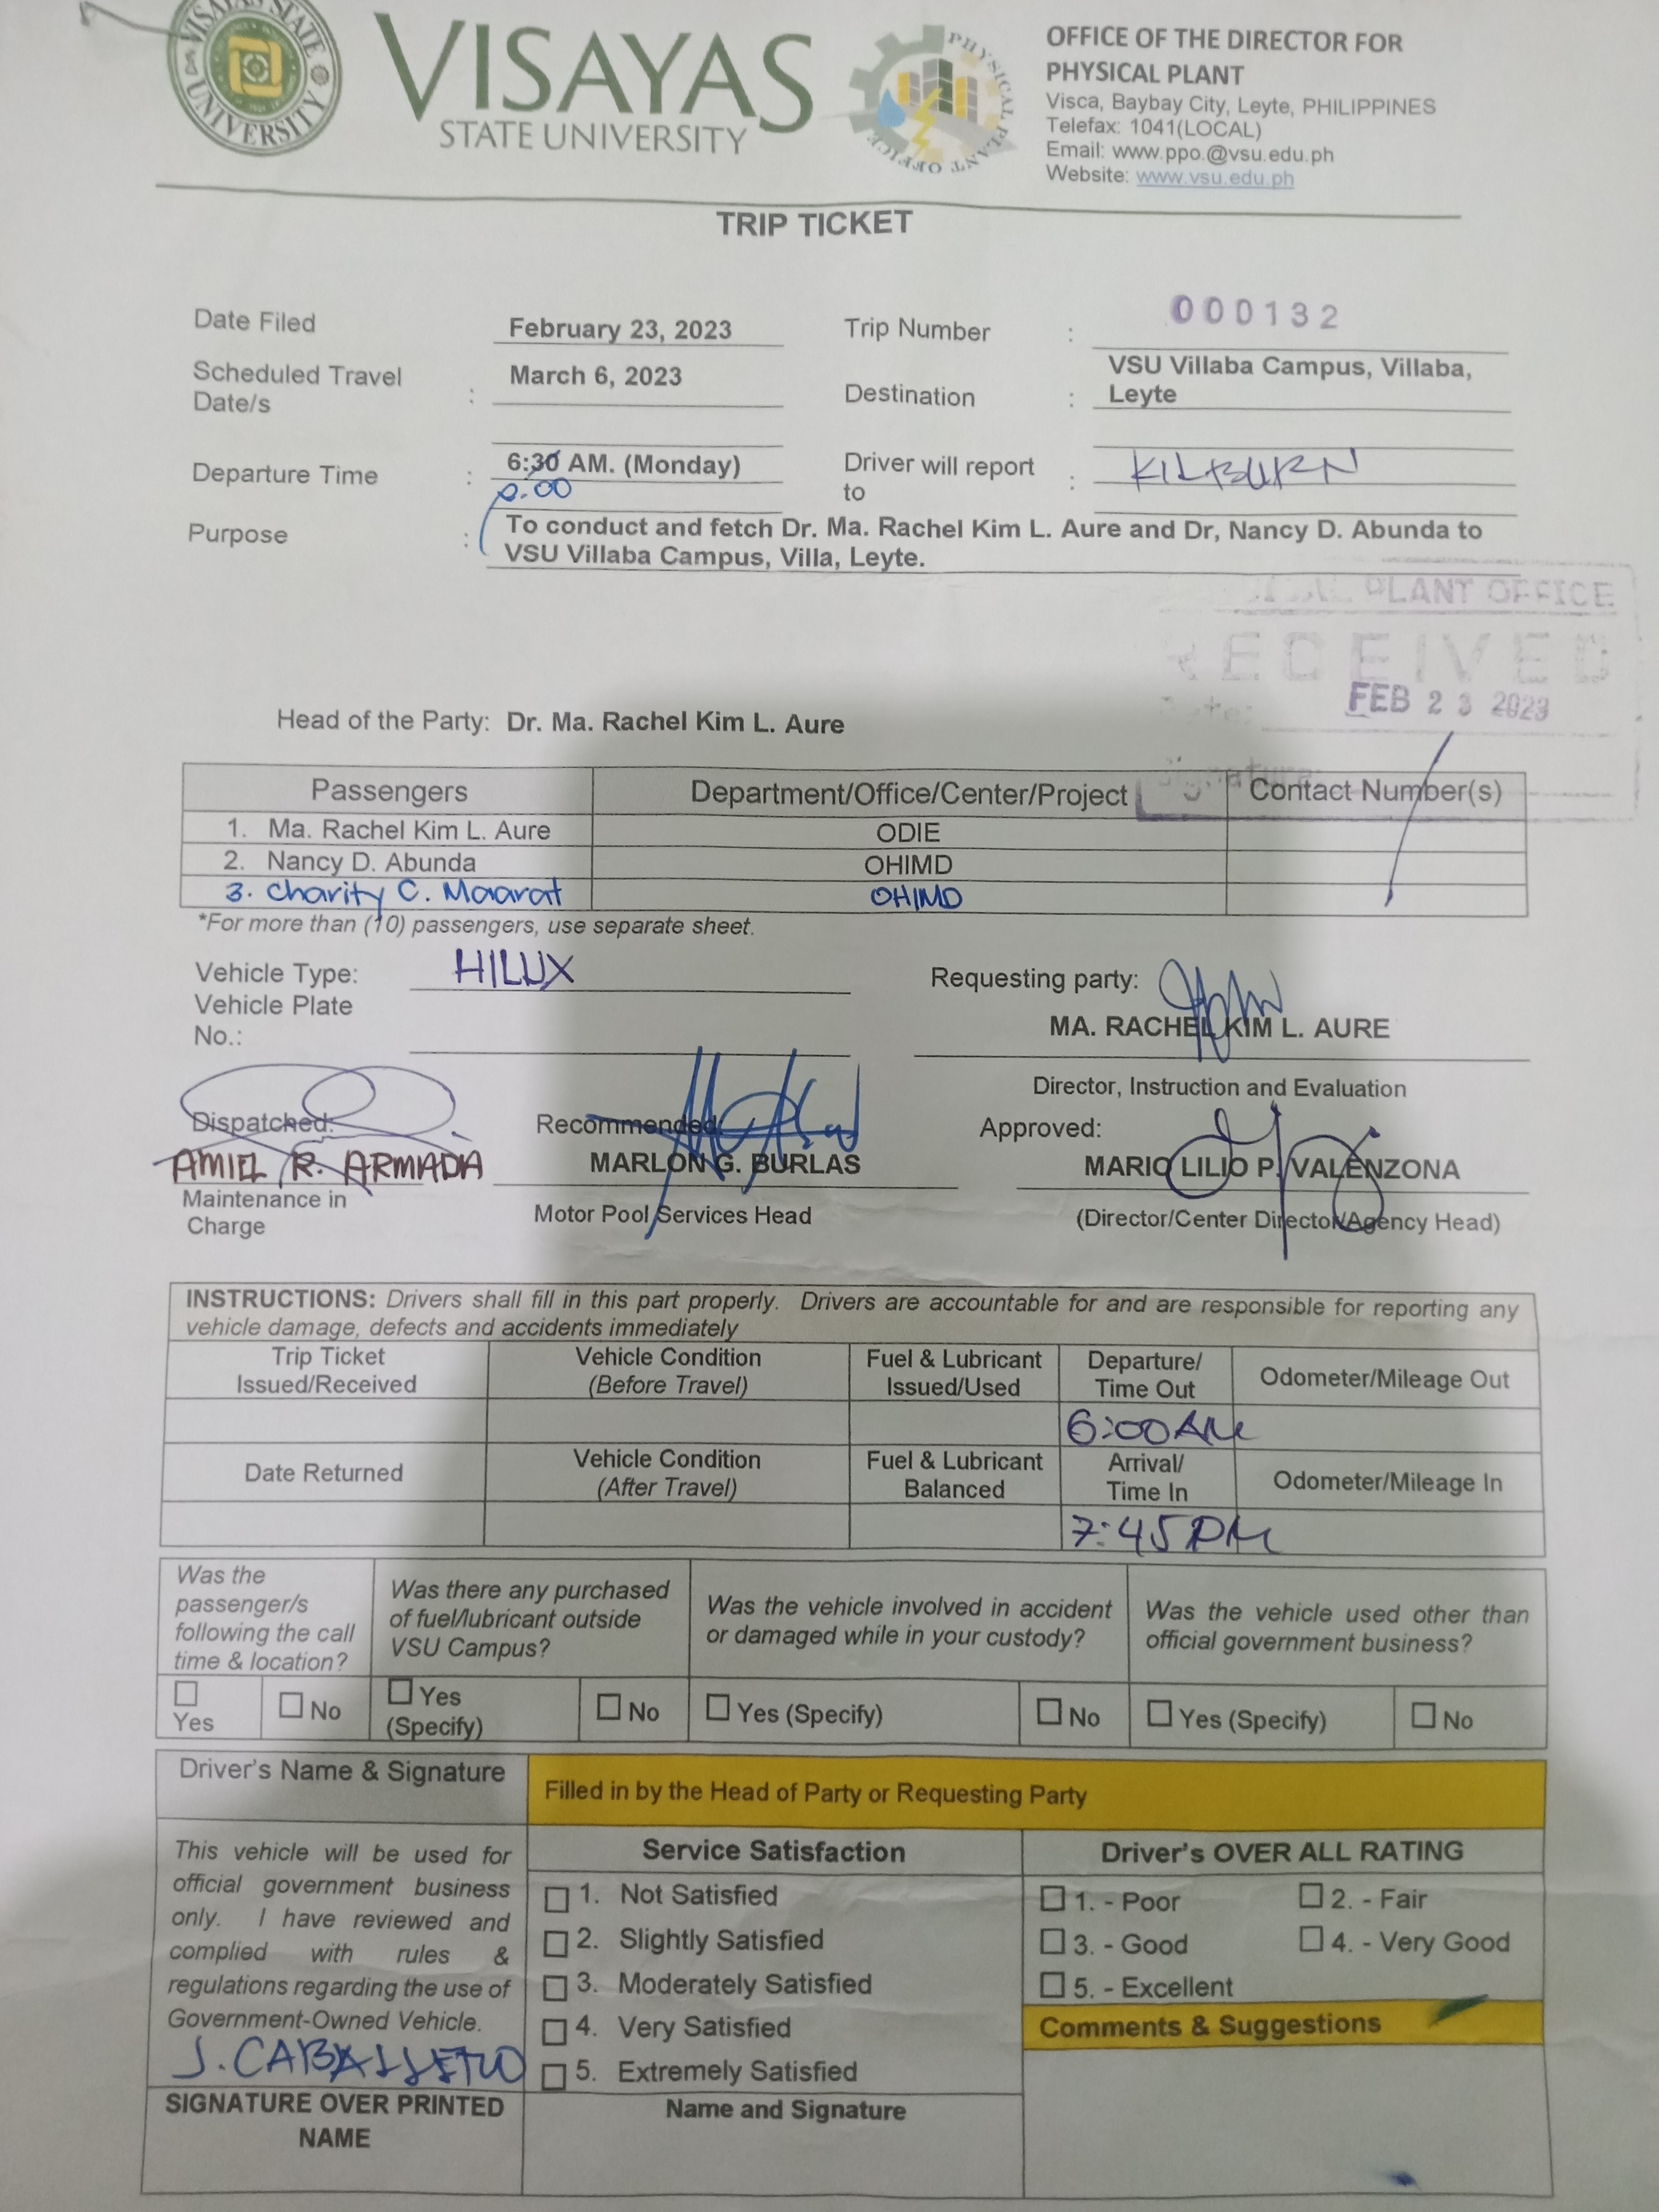 VISAYAS STATE UNIVERSITY
VISAYAS
STATE UNIVERSITY
PHYSICAL PLANT OFFICE
OFFICE OF THE DIRECTOR FOR
PHYSICAL PLANT
Visca, Baybay City, Leyte, PHILIPPINES
Telefax: 1041(LOCAL)
Email: www.ppo.@vsu.edu.ph
Website: www.vsu.edu.ph
TRIP TICKET
Date Filed February 23, 2023 Trip Number : 000132
Scheduled Travel Date/s : March 6, 2023 Destination : VSU Villaba Campus, Villaba, Leyte
Departure Time : 6:30 AM. (Monday) Driver will report to : KILBURN
Purpose : To conduct and fetch Dr. Ma. Rachel Kim L. Aure and Dr, Nancy D. Abunda to
VSU Villaba Campus, Villa, Leyte.
PLANT OFFICE
RECEIVED
FEB 23 2023
Head of the Party: Dr. Ma. Rachel Kim L. Aure
Passengers Department/Office/Center/Project Contact Number(s)
1. Ma. Rachel Kim L. Aure ODIE
2. Nancy D. Abunda OHIMD
3. Charity C. Maarat OHIMD
*For more than (10) passengers, use separate sheet.
Vehicle Type: HILUX Requesting party:
Vehicle Plate
No.:
MA. RACHEL KIM L. AURE
Director, Instruction and Evaluation
Dispatched: Recommended: Approved:
AMIEL R. ARMADA MARLON G. BURLAS MARIO LILIO P. VALENZONA
Maintenance in Charge Motor Pool Services Head (Director/Center Director/Agency Head)
INSTRUCTIONS: Drivers shall fill in this part properly. Drivers are accountable for and are responsible for reporting any
vehicle damage, defects and accidents immediately
Trip Ticket Issued/Received Vehicle Condition (Before Travel) Fuel & Lubricant Issued/Used Departure/ Time Out Odometer/Mileage Out
6:00 AM
Date Returned Vehicle Condition (After Travel) Fuel & Lubricant Balanced Arrival/ Time In Odometer/Mileage In
7:45 PM
Was the passenger/s following the call time & location? Was there any purchased of fuel/lubricant outside VSU Campus? Was the vehicle involved in accident or damaged while in your custody? Was the vehicle used other than official government business?
Yes No Yes (Specify) No Yes (Specify) No Yes (Specify) No
Driver's Name & Signature Filled in by the Head of Party or Requesting Party
This vehicle will be used for
official government business
only. I have reviewed and
complied with rules &
regulations regarding the use of
Government-Owned Vehicle.
SIGNATURE OVER PRINTED
NAME
Service Satisfaction
1. Not Satisfied
2. Slightly Satisfied
3. Moderately Satisfied
4. Very Satisfied
5. Extremely Satisfied
Name and Signature
Driver's OVER ALL RATING
1. - Poor 2. - Fair
3. - Good 4. - Very Good
5. - Excellent
Comments & Suggestions